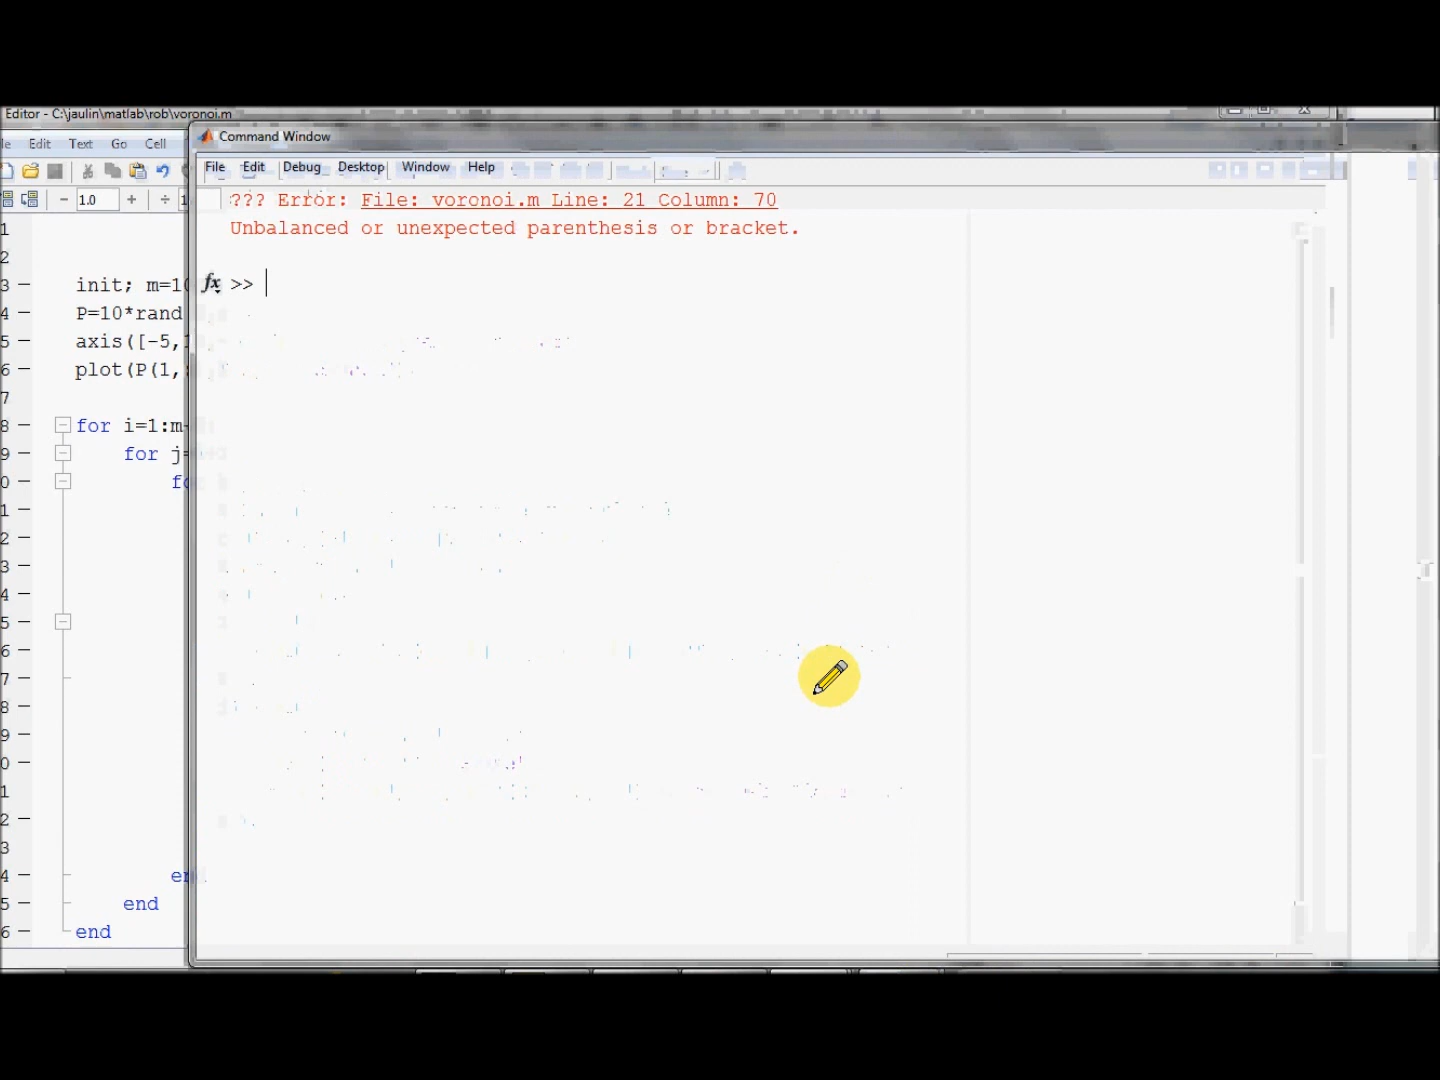 Editor - C:\jaulin\matlab\rob\voronoi.m
Command Window
Edit Text Go Cell
File Edit Debug Desktop Window Help
1.0
??? Error: File: voronoi.m Line: 21 Column: 70
Unbalanced or unexpected parenthesis or bracket.
fx >>
1
2
3 init; m=10
4 P=10*rand
5 axis([-5,1
6 plot(P(1,:
7
8 for i=1:m-
9 for j=
0
1
2
3
4
5
6
7
8
9
0
1
2
3
4
5 end
6 end